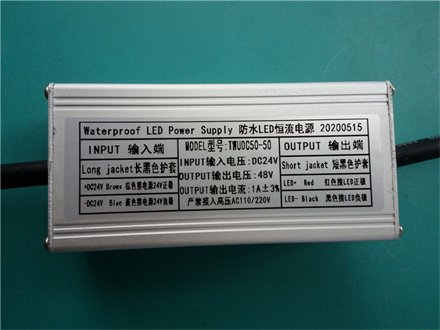 Waterproof LED Power Supply 防水LED恒流电源 20200515
INPUT 输入端
Long jacket长黑色护套
+DC24V Brown 棕色接电源24V正极
-DC24V Blue 蓝色接电源24V负极
MODEL型号:TWUDC50-50
INPUT输入电压:DC24V
OUTPUT输出电压:48V
OUTPUT输出电流:1A±3%
严禁接入高压AC110/220V
OUTPUT 输出端
Short jacket 短黑色护套
LED+ Red 红色接LED正极
LED- Black 黑色接LED负极